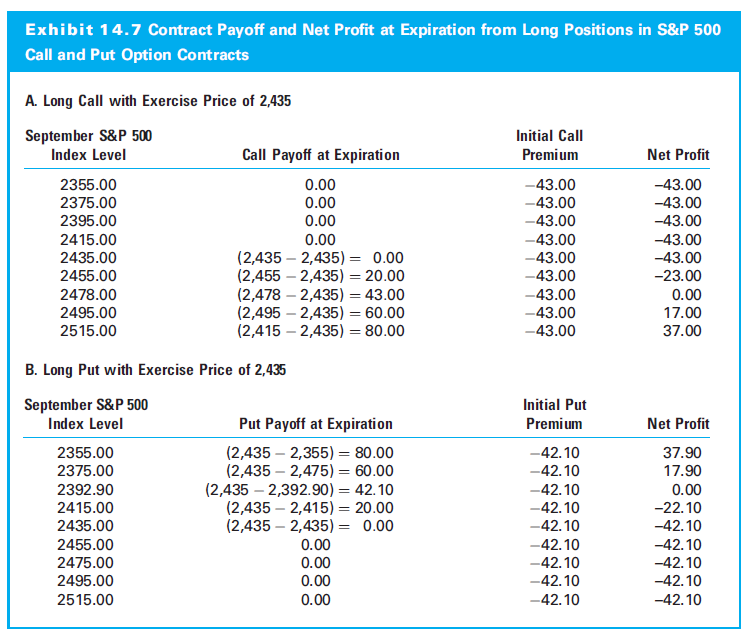 Exhibit 14.7 Contract Payoff and Net Profit at Expiration from Long Positions in S&P 500
Call and Put Option Contracts
A. Long Call with Exercise Price of 2,435
September S&P 500 Initial Call
Index Level Call Payoff at Expiration Premium Net Profit
2355.00 0.00 –43.00 –43.00
2375.00 0.00 –43.00 –43.00
2395.00 0.00 –43.00 –43.00
2415.00 0.00 –43.00 –43.00
2435.00 (2,435 – 2,435) = 0.00 –43.00 –43.00
2455.00 (2,455 – 2,435) = 20.00 –43.00 –23.00
2478.00 (2,478 – 2,435) = 43.00 –43.00 0.00
2495.00 (2,495 – 2,435) = 60.00 –43.00 17.00
2515.00 (2,415 – 2,435) = 80.00 –43.00 37.00
B. Long Put with Exercise Price of 2,435
September S&P 500 Initial Put
Index Level Put Payoff at Expiration Premium Net Profit
2355.00 (2,435 – 2,355) = 80.00 –42.10 37.90
2375.00 (2,435 – 2,475) = 60.00 –42.10 17.90
2392.90 (2,435 – 2,392.90) = 42.10 –42.10 0.00
2415.00 (2,435 – 2,415) = 20.00 –42.10 –22.10
2435.00 (2,435 – 2,435) = 0.00 –42.10 –42.10
2455.00 0.00 –42.10 –42.10
2475.00 0.00 –42.10 –42.10
2495.00 0.00 –42.10 –42.10
2515.00 0.00 –42.10 –42.10